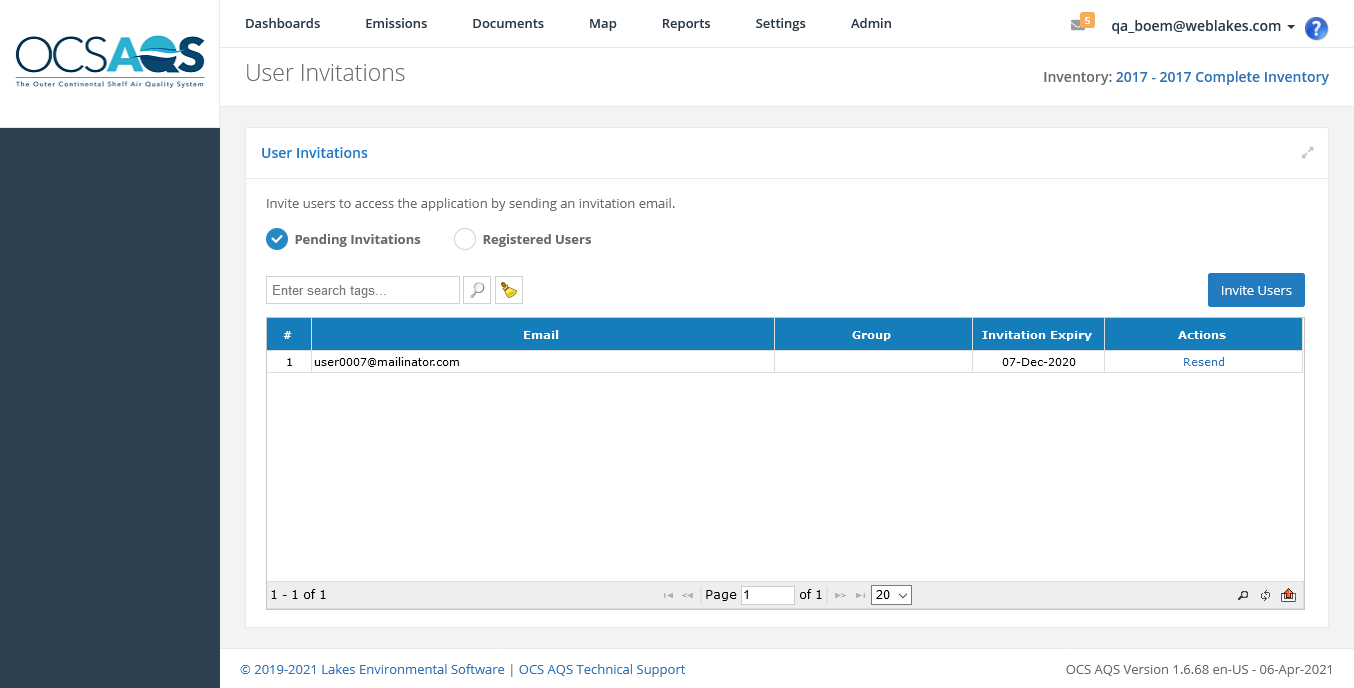 OCSAQS
The Outer Continental Shelf Air Quality System
Dashboards Emissions Documents Map Reports Settings Admin
5
qa_boem@weblakes.com
?
User Invitations
Inventory: 2017 - 2017 Complete Inventory
User Invitations
Invite users to access the application by sending an invitation email.
Pending Invitations Registered Users
Enter search tags...
Invite Users
# Email Group Invitation Expiry Actions
1 user0007@mailinator.com 07-Dec-2020 Resend
1 - 1 of 1 Page 1 of 1 20
© 2019-2021 Lakes Environmental Software | OCS AQS Technical Support
OCS AQS Version 1.6.68 en-US - 06-Apr-2021